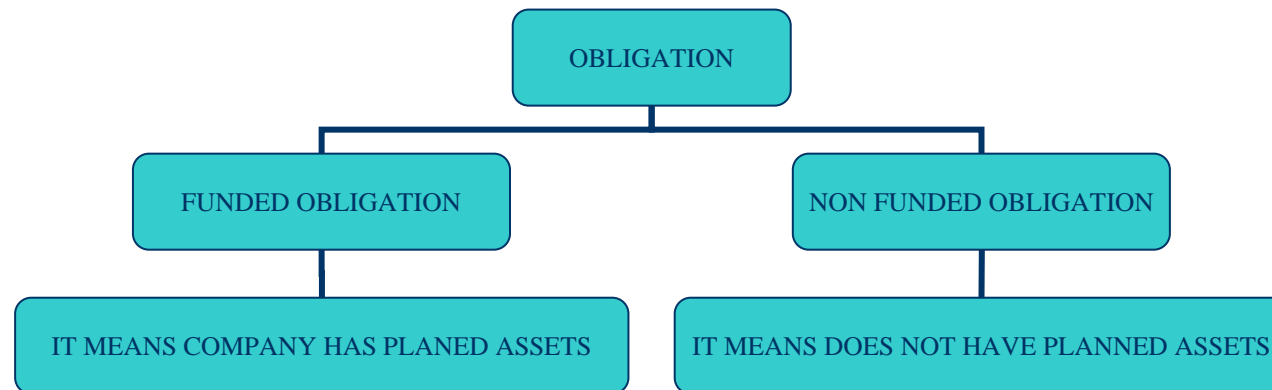 OBLIGATION
FUNDED OBLIGATION
NON FUNDED OBLIGATION
IT MEANS COMPANY HAS PLANED ASSETS
IT MEANS DOES NOT HAVE PLANNED ASSETS